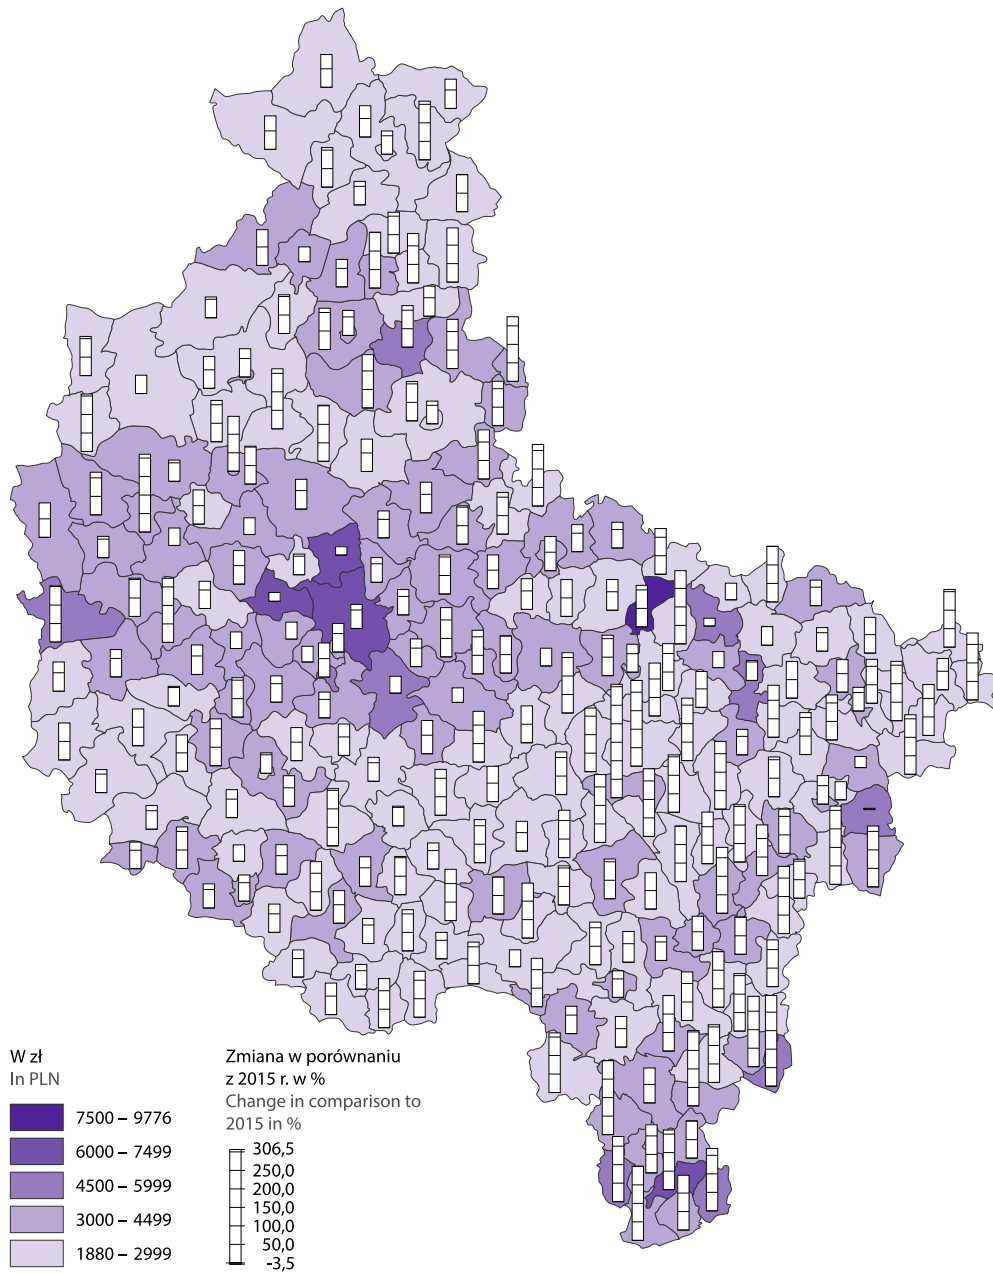 W zł
In PLN
7500 – 9776
6000 – 7499
4500 – 5999
3000 – 4499
1880 – 2999
Zmiana w porównaniu
z 2015 r. w %
Change in comparison to
2015 in %
306,5
250,0
200,0
150,0
100,0
50,0
-3,5